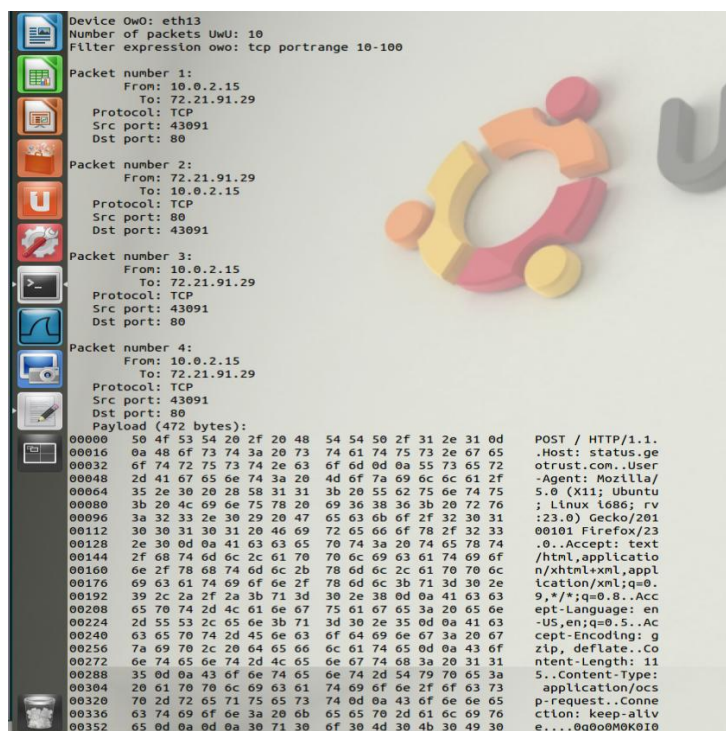 Device OwO: eth13
Number of packets UwU: 10
Filter expression owo: tcp portrange 10-100
Packet number 1:
From: 10.0.2.15
To: 72.21.91.29
Protocol: TCP
Src port: 43091
Dst port: 80
Packet number 2:
From: 72.21.91.29
To: 10.0.2.15
Protocol: TCP
Src port: 80
Dst port: 43091
Packet number 3:
From: 10.0.2.15
To: 72.21.91.29
Protocol: TCP
Src port: 43091
Dst port: 80
Packet number 4:
From: 10.0.2.15
To: 72.21.91.29
Protocol: TCP
Src port: 43091
Dst port: 80
Payload (472 bytes):
00000 50 4f 53 54 20 2f 20 48 54 54 50 2f 31 2e 31 0d POST / HTTP/1.1.
00016 0a 48 6f 73 74 3a 20 73 74 61 74 75 73 2e 67 65 .Host: status.ge
00032 6f 74 72 75 73 74 2e 63 6f 6d 0d 0a 55 73 65 72 otrust.com..User
00048 2d 41 67 65 6e 74 3a 20 4d 6f 7a 69 6c 6c 61 2f -Agent: Mozilla/
00064 35 2e 30 20 28 58 31 31 3b 20 55 62 75 6e 74 75 5.0 (X11; Ubuntu
00080 3b 20 4c 69 6e 75 78 20 69 36 38 36 3b 20 72 76 ; Linux i686; rv
00096 3a 32 33 2e 30 29 20 47 65 63 6b 6f 2f 32 30 31 :23.0) Gecko/201
00112 30 30 31 30 31 20 46 69 72 65 66 6f 78 2f 32 33 00101 Firefox/23
00128 2e 30 0d 0a 41 63 63 65 70 74 3a 20 74 65 78 74 .0..Accept: text
00144 2f 68 74 6d 6c 2c 61 70 70 6c 69 63 61 74 69 6f /html,applicatio
00160 6e 2f 78 68 74 6d 6c 2b 78 6d 6c 2c 61 70 70 6c n/xhtml+xml,appl
00176 69 63 61 74 69 6f 6e 2f 78 6d 6c 3b 71 3d 30 2e ication/xml;q=0.
00192 39 2c 2a 2f 2a 3b 71 3d 30 2e 38 0d 0a 41 63 63 9,*/*;q=0.8..Acc
00208 65 70 74 2d 4c 61 6e 67 75 61 67 65 3a 20 65 6e ept-Language: en
00224 2d 55 53 2c 65 6e 3b 71 3d 30 2e 35 0d 0a 41 63 -US,en;q=0.5..Ac
00240 63 65 70 74 2d 45 6e 63 6f 64 69 6e 67 3a 20 67 cept-Encoding: g
00256 7a 69 70 2c 20 64 65 66 6c 61 74 65 0d 0a 43 6f zip, deflate..Co
00272 6e 74 65 6e 74 2d 4c 65 6e 67 74 68 3a 20 31 31 ntent-Length: 11
00288 35 0d 0a 43 6f 6e 74 65 6e 74 2d 54 79 70 65 3a 5..Content-Type:
00304 20 61 70 70 6c 69 63 61 74 69 6f 6e 2f 6f 63 73 application/ocs
00320 70 2d 72 65 71 75 65 73 74 0d 0a 43 6f 6e 6e 65 p-request..Conne
00336 63 74 69 6f 6e 3a 20 6b 65 65 70 2d 61 6c 69 76 ction: keep-aliv
00352 65 0d 0a 0d 0a 30 71 30 6f 30 4d 30 4b 30 49 30 e....0q0o0M0K0I0